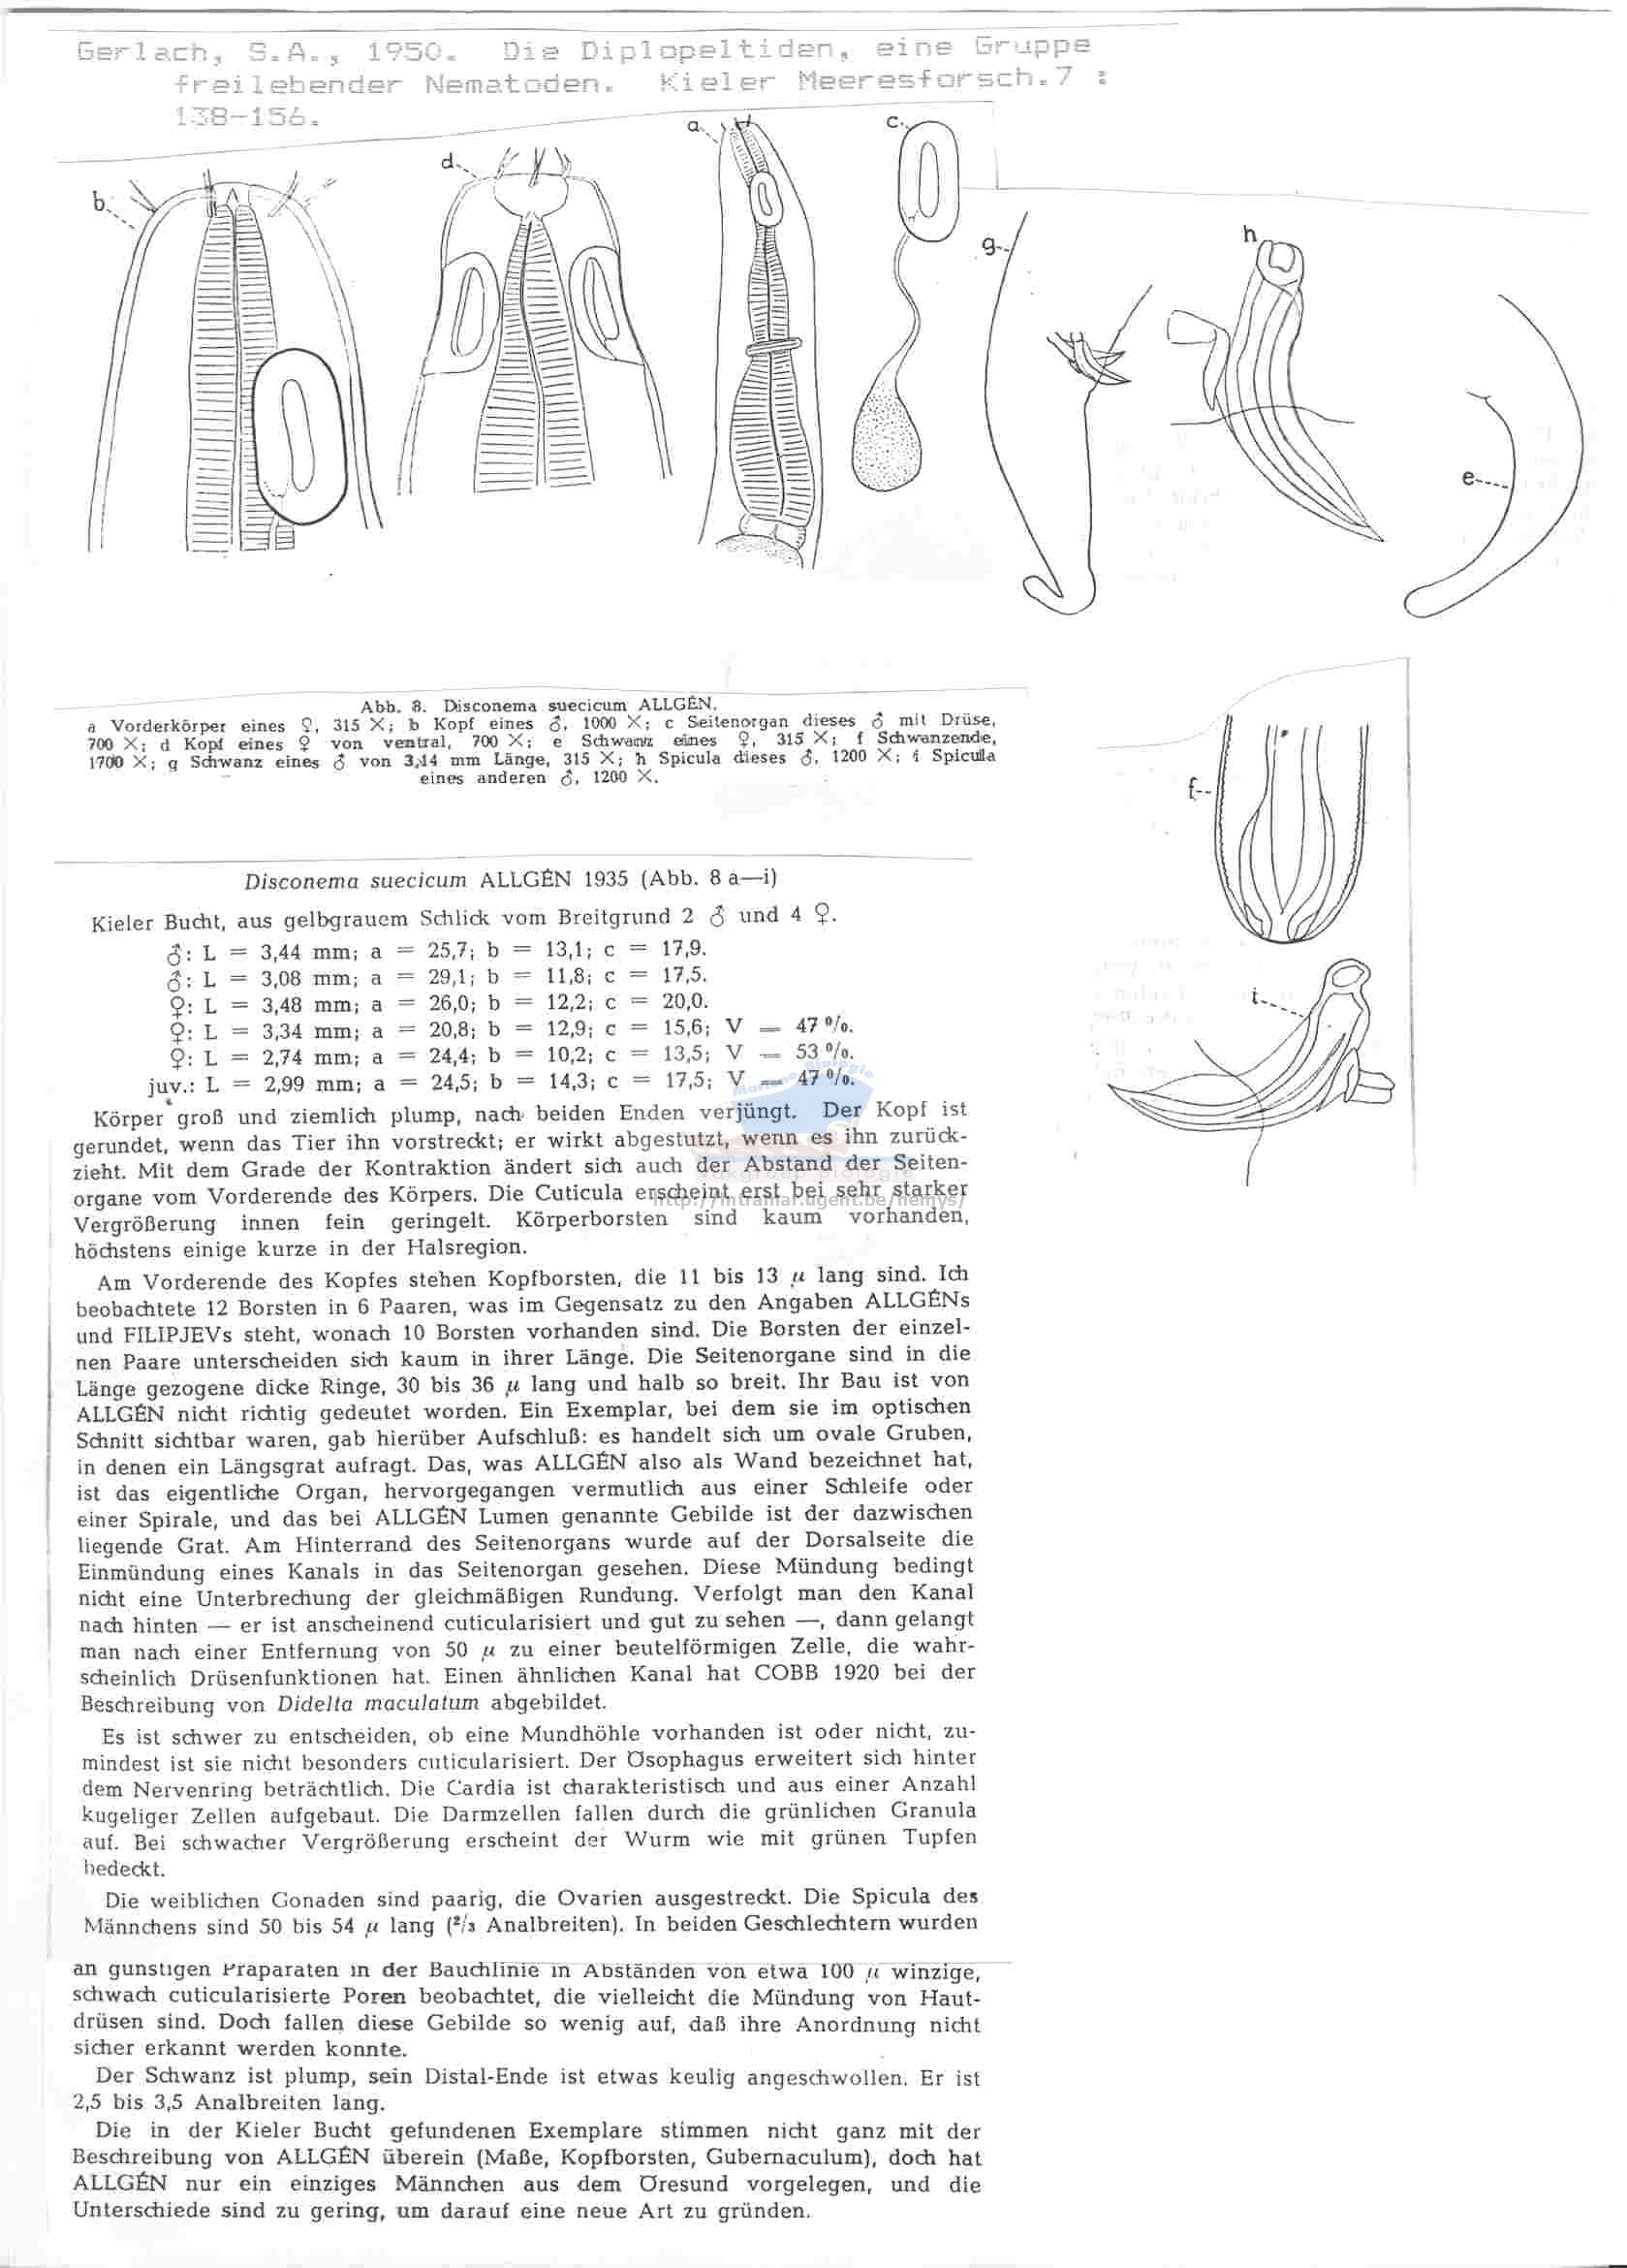 Gerlach, S.A., 1950. Die Diplopeltiden, eine Gruppe
freilebender Nematoden. Kieler Meeresforsch.7 :
138-156.
a
c
d
b
g
h
e
Abb. 8. Disconema suecicum ALLGÉN.
a Vorderkörper eines ♀, 315 ×; b Kopf eines ♂, 1000 ×; c Seitenorgan dieses ♂ mit Drüse,
700 ×; d Kopf eines ♀ von ventral, 700 ×; e Schwanz eines ♀, 315 ×; f Schwanzende,
1700 ×; g Schwanz eines ♂ von 3,14 mm Länge, 315 ×; h Spicula dieses ♂, 1200 ×; i Spicula
eines anderen ♂, 1200 ×.
f
i
Disconema suecicum ALLGÉN 1935 (Abb. 8 a—i)
Kieler Bucht, aus gelbgrauem Schlick vom Breitgrund 2 ♂ und 4 ♀.
♂: L = 3,44 mm; a = 25,7; b = 13,1; c = 17,9.
♂: L = 3,08 mm; a = 29,1; b = 11,8; c = 17,5.
♀: L = 3,48 mm; a = 26,0; b = 12,2; c = 20,0.
♀: L = 3,34 mm; a = 20,8; b = 12,9; c = 15,6; V = 47 %.
♀: L = 2,74 mm; a = 24,4; b = 10,2; c = 13,5; V = 53 %.
juv.: L = 2,99 mm; a = 24,5; b = 14,3; c = 17,5; V = 47 %.
Körper groß und ziemlich plump, nach beiden Enden verjüngt. Der Kopf ist
gerundet, wenn das Tier ihn vorstreckt; er wirkt abgestutzt, wenn es ihn zurück-
zieht. Mit dem Grade der Kontraktion ändert sich auch der Abstand der Seiten-
organe vom Vorderende des Körpers. Die Cuticula erscheint erst bei sehr starker
Vergrößerung innen fein geringelt. Körperborsten sind kaum vorhanden,
höchstens einige kurze in der Halsregion.
Am Vorderende des Kopfes stehen Kopfborsten, die 11 bis 13 µ lang sind. Ich
beobachtete 12 Borsten in 6 Paaren, was im Gegensatz zu den Angaben ALLGÉNs
und FILIPJEVs steht, wonach 10 Borsten vorhanden sind. Die Borsten der einzel-
nen Paare unterscheiden sich kaum in ihrer Länge. Die Seitenorgane sind in die
Länge gezogene dicke Ringe, 30 bis 36 µ lang und halb so breit. Ihr Bau ist von
ALLGÉN nicht richtig gedeutet worden. Ein Exemplar, bei dem sie im optischen
Schnitt sichtbar waren, gab hierüber Aufschluß: es handelt sich um ovale Gruben,
in denen ein Längsgrat aufragt. Das, was ALLGÉN also als Wand bezeichnet hat,
ist das eigentliche Organ, hervorgegangen vermutlich aus einer Schleife oder
einer Spirale, und das bei ALLGÉN Lumen genannte Gebilde ist der dazwischen
liegende Grat. Am Hinterrand des Seitenorgans wurde auf der Dorsalseite die
Einmündung eines Kanals in das Seitenorgan gesehen. Diese Mündung bedingt
nicht eine Unterbrechung der gleichmäßigen Rundung. Verfolgt man den Kanal
nach hinten — er ist anscheinend cuticularisiert und gut zu sehen —, dann gelangt
man nach einer Entfernung von 50 µ zu einer beutelförmigen Zelle, die wahr-
scheinlich Drüsenfunktionen hat. Einen ähnlichen Kanal hat COBB 1920 bei der
Beschreibung von Didelta maculatum abgebildet.
Es ist schwer zu entscheiden, ob eine Mundhöhle vorhanden ist oder nicht, zu-
mindest ist sie nicht besonders cuticularisiert. Der Ösophagus erweitert sich hinter
dem Nervenring beträchtlich. Die Cardia ist charakteristisch und aus einer Anzahl
kugeliger Zellen aufgebaut. Die Darmzellen fallen durch die grünlichen Granula
auf. Bei schwacher Vergrößerung erscheint der Wurm wie mit grünen Tupfen
bedeckt.
Die weiblichen Gonaden sind paarig, die Ovarien ausgestreckt. Die Spicula des
Männchens sind 50 bis 54 µ lang (²/₃ Analbreiten). In beiden Geschlechtern wurden
an günstigen Präparaten in der Bauchlinie in Abständen von etwa 100 µ winzige,
schwach cuticularisierte Poren beobachtet, die vielleicht die Mündung von Haut-
drüsen sind. Doch fallen diese Gebilde so wenig auf, daß ihre Anordnung nicht
sicher erkannt werden konnte.
Der Schwanz ist plump, sein Distal-Ende ist etwas keulig angeschwollen. Er ist
2,5 bis 3,5 Analbreiten lang.
Die in der Kieler Bucht gefundenen Exemplare stimmen nicht ganz mit der
Beschreibung von ALLGÉN überein (Maße, Kopfborsten, Gubernaculum), doch hat
ALLGÉN nur ein einziges Männchen aus dem Öresund vorgelegen, und die
Unterschiede sind zu gering, um darauf eine neue Art zu gründen.
Mariene Biologie
Vakgroep Biologie
http://intramar.ugent.be/nemys/